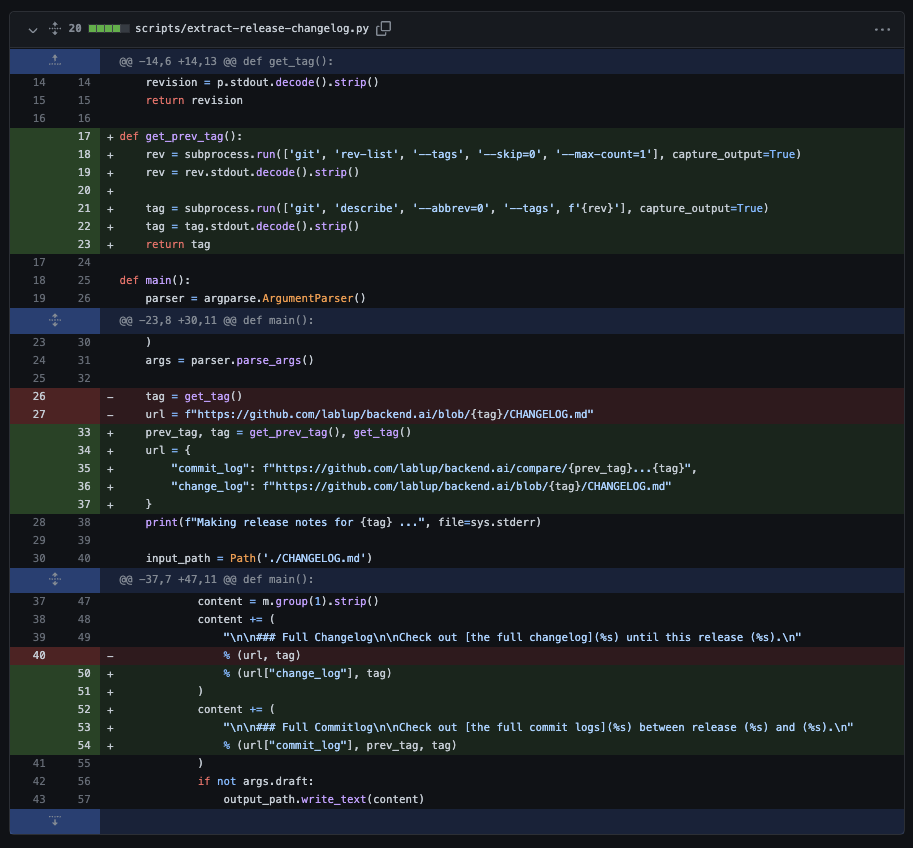 20 scripts/extract-release-changelog.py
@@ -14,6 +14,13 @@ def get_tag():
14 14 revision = p.stdout.decode().strip()
15 15 return revision
16 16
17 + def get_prev_tag():
18 + rev = subprocess.run(['git', 'rev-list', '--tags', '--skip=0', '--max-count=1'], capture_output=True)
19 + rev = rev.stdout.decode().strip()
20 +
21 + tag = subprocess.run(['git', 'describe', '--abbrev=0', '--tags', f'{rev}'], capture_output=True)
22 + tag = tag.stdout.decode().strip()
23 + return tag
17 24
18 25 def main():
19 26 parser = argparse.ArgumentParser()
@@ -23,8 +30,11 @@ def main():
23 30 )
24 31 args = parser.parse_args()
25 32
26 - tag = get_tag()
27 - url = f"https://github.com/lablup/backend.ai/blob/{tag}/CHANGELOG.md"
33 + prev_tag, tag = get_prev_tag(), get_tag()
34 + url = {
35 + "commit_log": f"https://github.com/lablup/backend.ai/compare/{prev_tag}...{tag}",
36 + "change_log": f"https://github.com/lablup/backend.ai/blob/{tag}/CHANGELOG.md"
37 + }
28 38 print(f"Making release notes for {tag} ...", file=sys.stderr)
29 39
30 40 input_path = Path('./CHANGELOG.md')
@@ -37,7 +47,11 @@ def main():
37 47 content = m.group(1).strip()
38 48 content += (
39 49 "\n\n### Full Changelog\n\nCheck out [the full changelog](%s) until this release (%s).\n"
40 - % (url, tag)
50 + % (url["change_log"], tag)
51 + )
52 + content += (
53 + "\n\n### Full Commitlog\n\nCheck out [the full commit logs](%s) between release (%s) and (%s).\n"
54 + % (url["commit_log"], prev_tag, tag)
41 55 )
42 56 if not args.draft:
43 57 output_path.write_text(content)